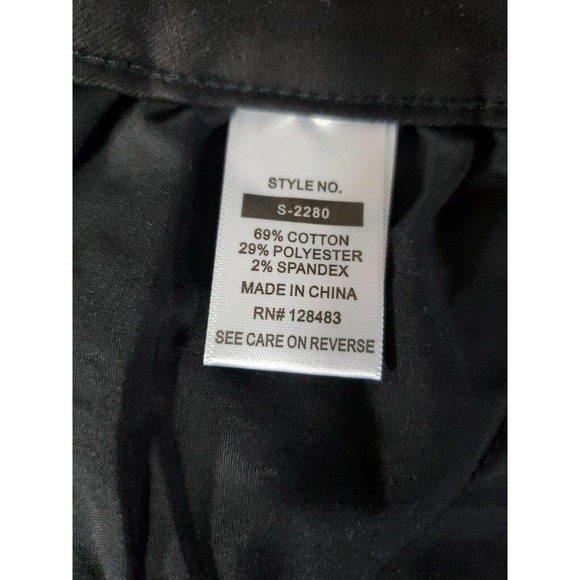 STYLE NO.
S-2280
69% COTTON
29% POLYESTER
2% SPANDEX
MADE IN CHINA
RN# 128483
SEE CARE ON REVERSE